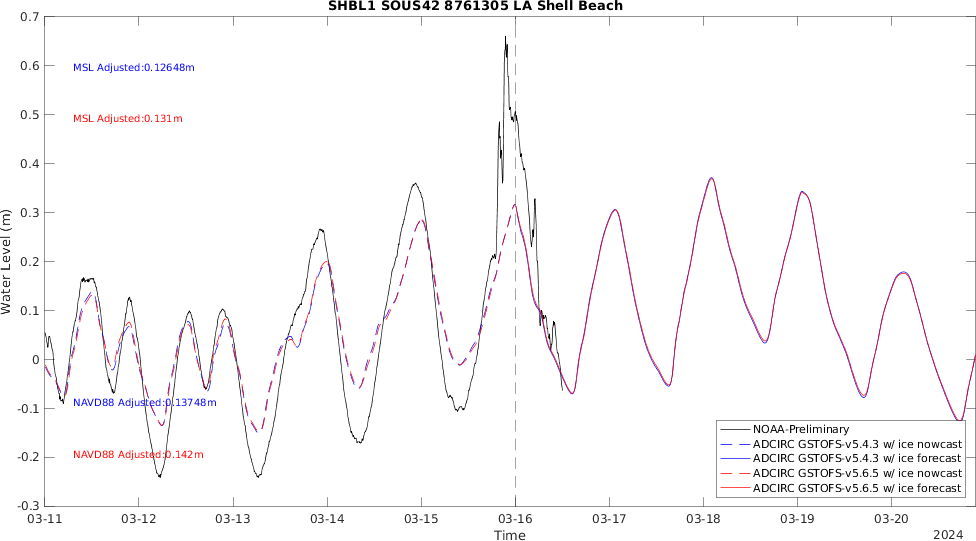 SHBL1 SOUS42 8761305 LA Shell Beach
0.7
0.6
0.5
0.4
0.3
0.2
0.1
0
-0.1
-0.2
-0.3
Water Level (m)
MSL Adjusted:0.12648m
MSL Adjusted:0.131m
NAVD88 Adjusted:0.13748m
NAVD88 Adjusted:0.142m
NOAA-Preliminary
ADCIRC GSTOFS-v5.4.3 w/ ice nowcast
ADCIRC GSTOFS-v5.4.3 w/ ice forecast
ADCIRC GSTOFS-v5.6.5 w/ ice nowcast
ADCIRC GSTOFS-v5.6.5 w/ ice forecast
03-11 03-12 03-13 03-14 03-15 03-16 03-17 03-18 03-19 03-20
Time
2024